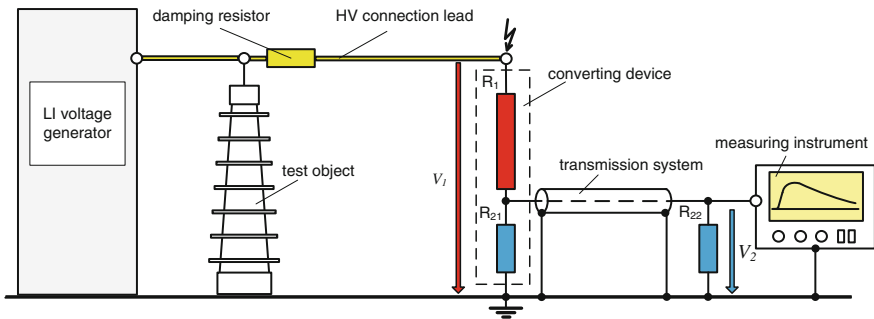 damping resistor
HV connection lead
R1
converting device
LI voltage
generator
measuring instrument
transmission system
test object
V1
R21
R22
V2